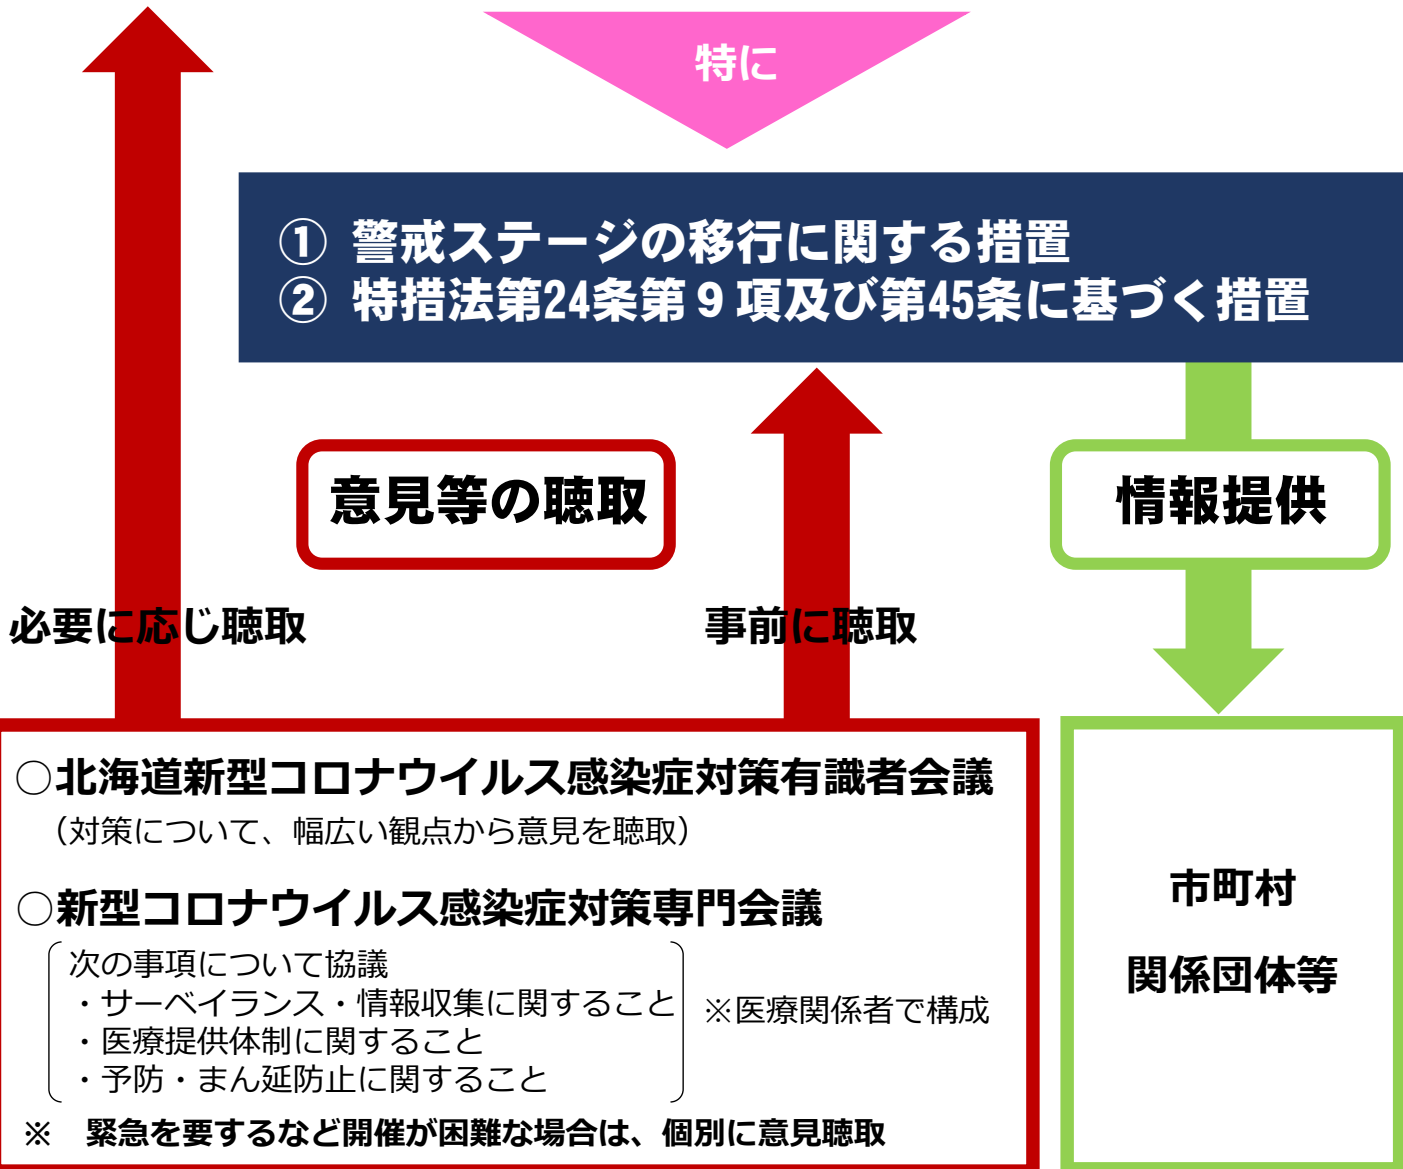 特に
① 警戒ステージの移行に関する措置
② 特措法第24条第９項及び第45条に基づく措置
意見等の聴取
情報提供
必要に応じ聴取
事前に聴取
○北海道新型コロナウイルス感染症対策有識者会議
（対策について、幅広い観点から意見を聴取）
○新型コロナウイルス感染症対策専門会議
次の事項について協議
・サーベイランス・情報収集に関すること
・医療提供体制に関すること
・予防・まん延防止に関すること
※医療関係者で構成
※　緊急を要するなど開催が困難な場合は、個別に意見聴取
市町村
関係団体等